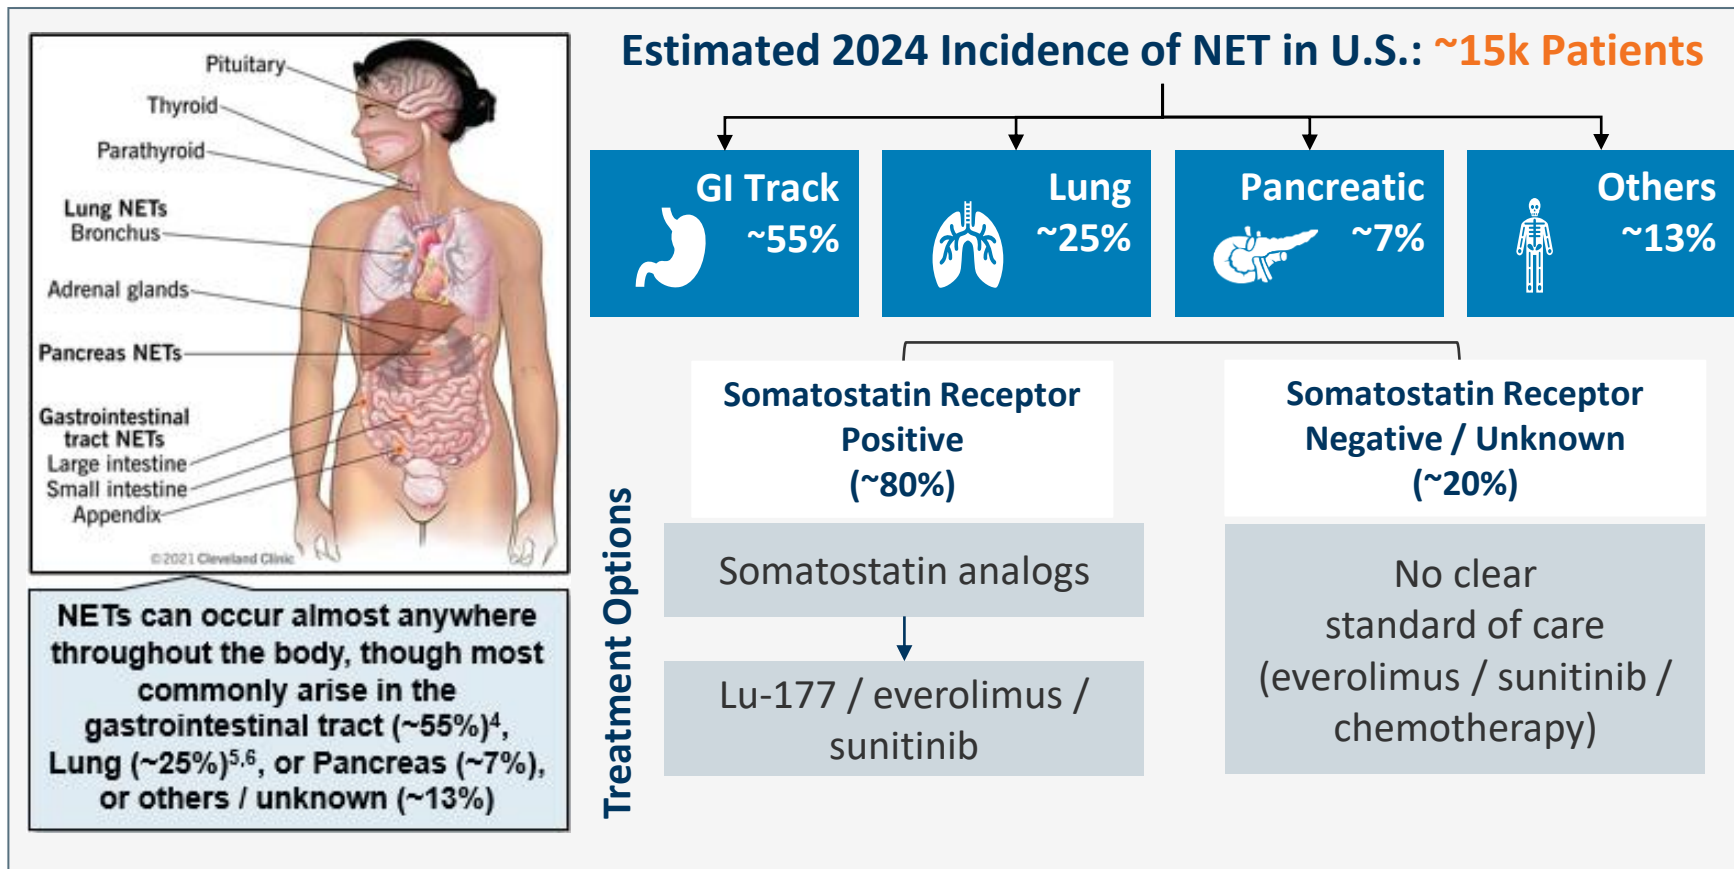 Pituitary
Thyroid
Parathyroid
Lung NETs
Bronchus
Adrenal glands
Pancreas NETs
Gastrointestinal
tract NETs
Large intestine
Small intestine
Appendix
©2021 Cleveland Clinic
NETs can occur almost anywhere
throughout the body, though most
commonly arise in the
gastrointestinal tract (~55%)⁴,
Lung (~25%)⁵,⁶, or Pancreas (~7%),
or others / unknown (~13%)
Estimated 2024 Incidence of NET in U.S.: ~15k Patients
GI Track
~55%
Lung
~25%
Pancreatic
~7%
Others
~13%
Treatment Options
Somatostatin Receptor
Positive
(~80%)
Somatostatin analogs
Lu-177 / everolimus /
sunitinib
Somatostatin Receptor
Negative / Unknown
(~20%)
No clear
standard of care
(everolimus / sunitinib /
chemotherapy)